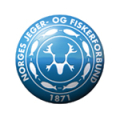 NORGES JEGER- OG FISKERFORBUND
1871